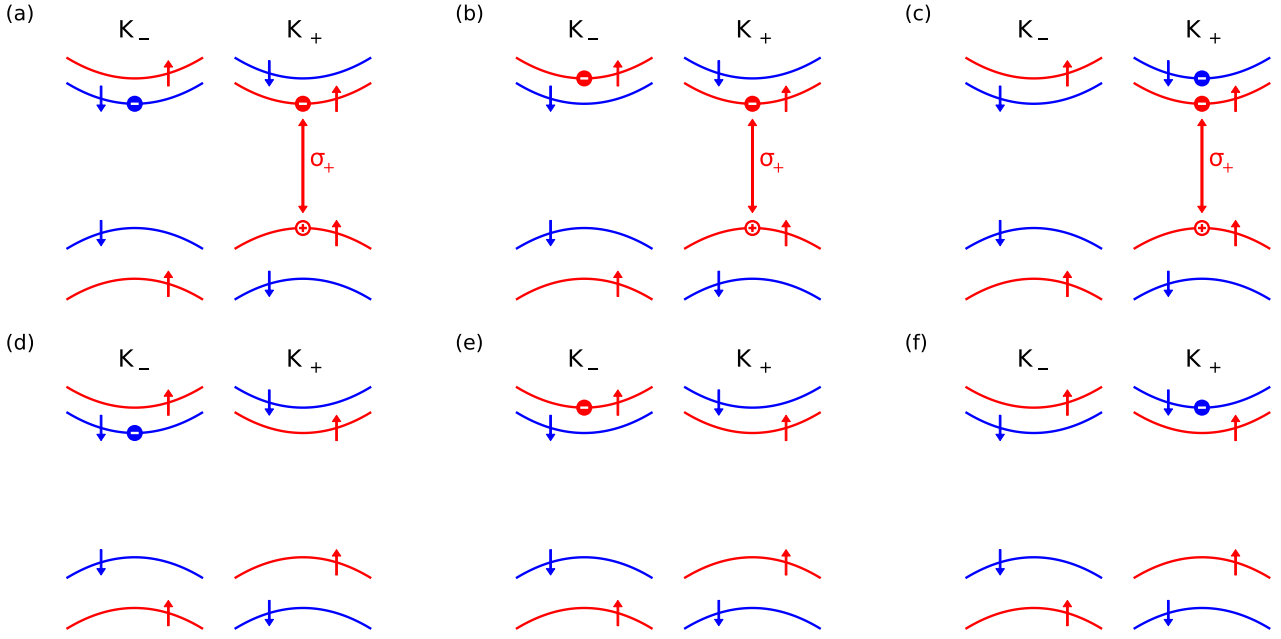 (a) K₋ K₊
σ₊
(b) K₋ K₊
σ₊
(c) K₋ K₊
σ₊
(d) K₋ K₊
(e) K₋ K₊
(f) K₋ K₊